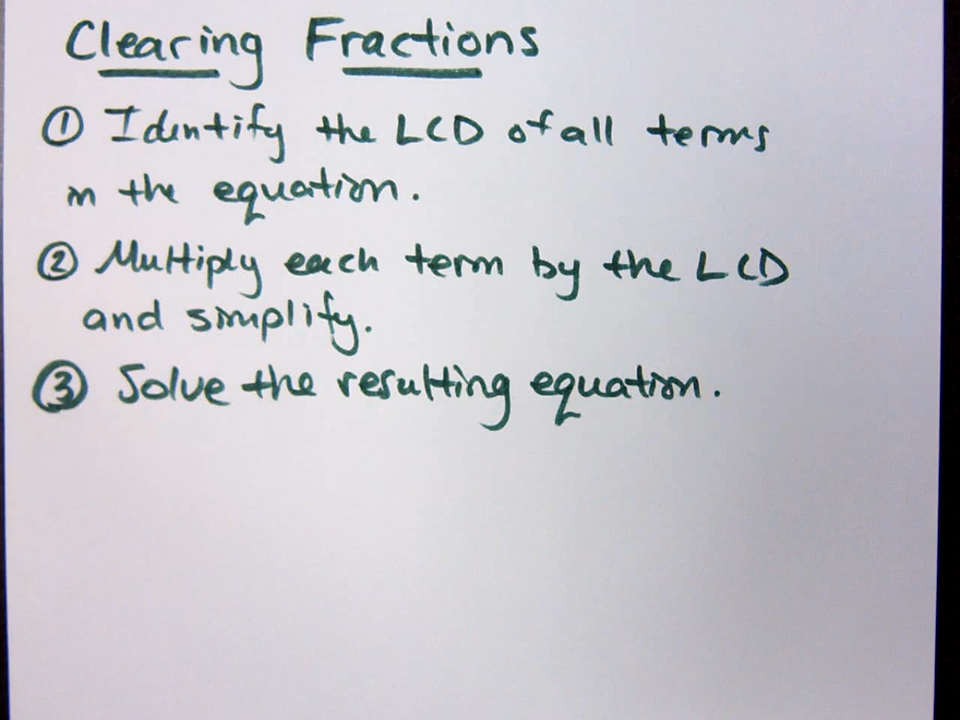 Clearing Fractions
① Identify the LCD of all terms
in the equation.
② Multiply each term by the LCD
and simplify.
③ Solve the resulting equation.